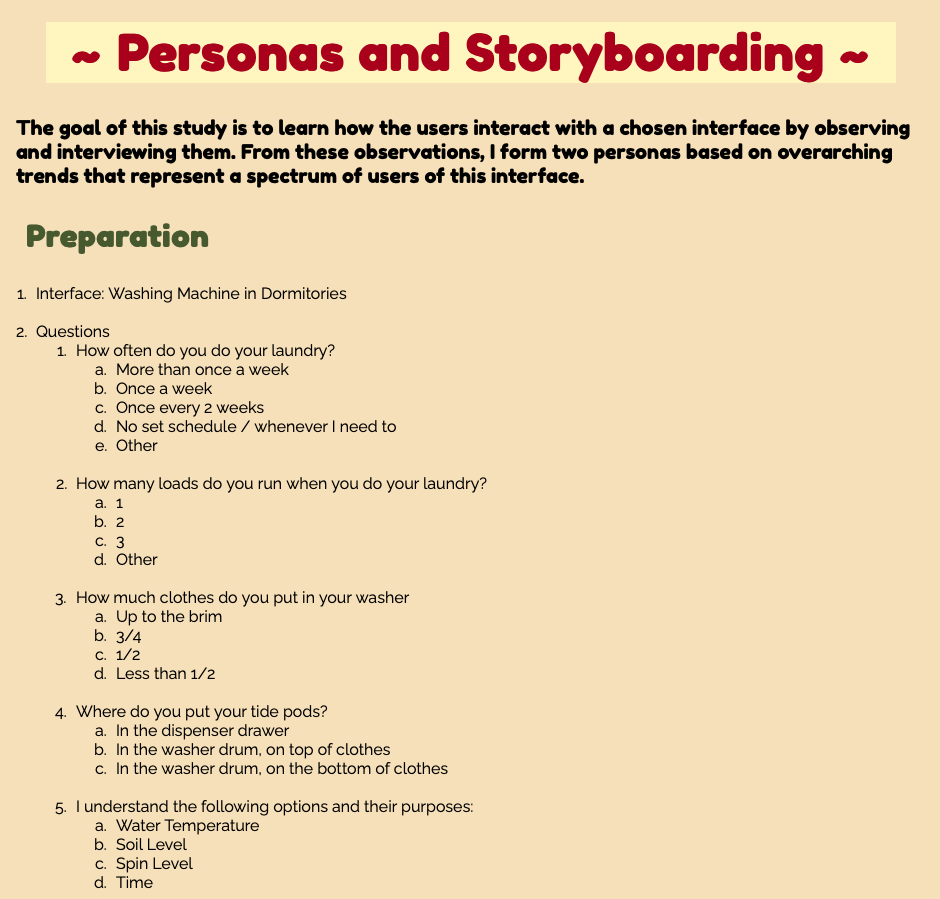 ~ Personas and Storyboarding ~
The goal of this study is to learn how the users interact with a chosen interface by observing
and interviewing them. From these observations, I form two personas based on overarching
trends that represent a spectrum of users of this interface.
Preparation
1. Interface: Washing Machine in Dormitories
2. Questions
1. How often do you do your laundry?
a. More than once a week
b. Once a week
c. Once every 2 weeks
d. No set schedule / whenever I need to
e. Other
2. How many loads do you run when you do your laundry?
a. 1
b. 2
c. 3
d. Other
3. How much clothes do you put in your washer
a. Up to the brim
b. 3/4
c. 1/2
d. Less than 1/2
4. Where do you put your tide pods?
a. In the dispenser drawer
b. In the washer drum, on top of clothes
c. In the washer drum, on the bottom of clothes
5. I understand the following options and their purposes:
a. Water Temperature
b. Soil Level
c. Spin Level
d. Time